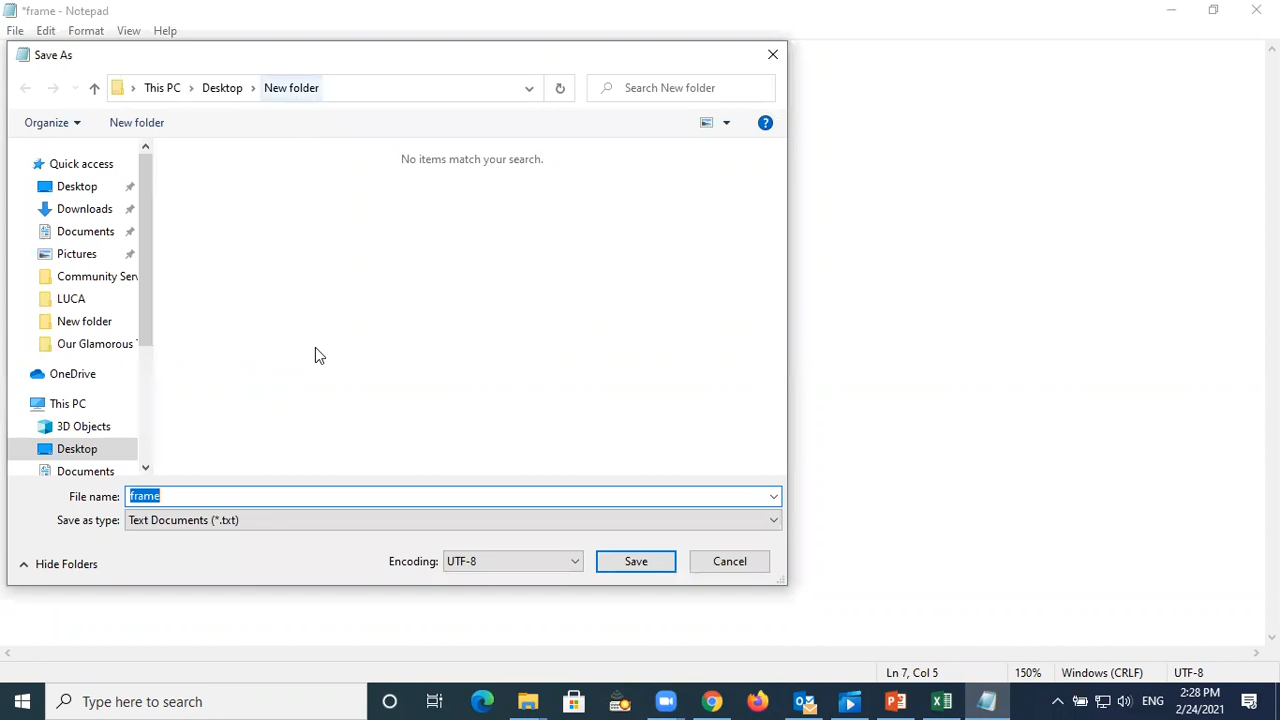 *frame - Notepad
File Edit Format View Help
Save As
This PC Desktop New folder
Search New folder
Organize New folder
No items match your search.
Quick access
Desktop
Downloads
Documents
Pictures
Community Serv
LUCA
New folder
Our Glamorous
OneDrive
This PC
3D Objects
Desktop
Documents
File name: frame
Save as type: Text Documents (*.txt)
Hide Folders Encoding: UTF-8 Save Cancel
Ln 7, Col 5 150% Windows (CRLF) UTF-8
Type here to search
ENG
2:28 PM
2/24/2021